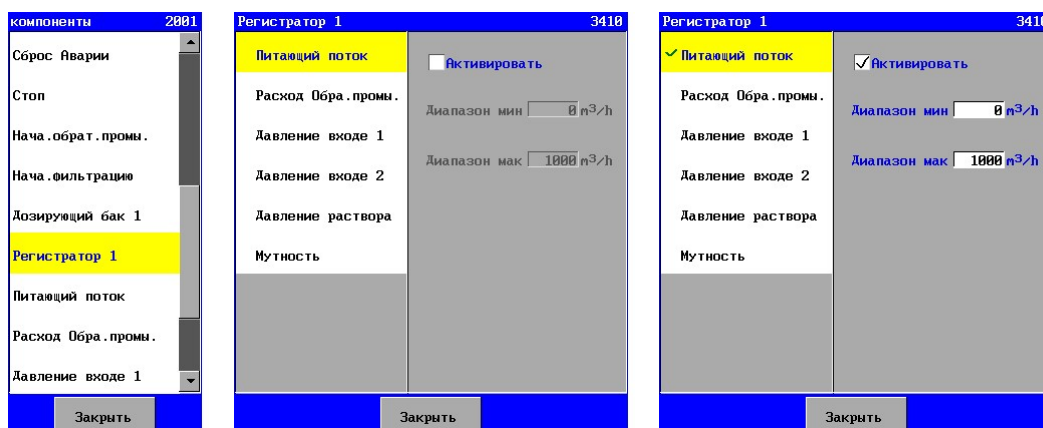 компоненты 2001
Сброс Аварии
Стоп
Нача.обрат.промы.
Нача.фильтрацию
Дозирующий бак 1
Регистратор 1
Питающий поток
Расход Обра.промы.
Давление входе 1
Закрыть
Регистратор 1 3410
Питающий поток
Расход Обра.промы.
Давление входе 1
Давление входе 2
Давление раствора
Мутность
Активировать
Диапазон мин 0 m³/h
Диапазон мак 1000 m³/h
Закрыть
Регистратор 1 341
Питающий поток
Расход Обра.промы.
Давление входе 1
Давление входе 2
Давление раствора
Мутность
Активировать
Диапазон мин 0 m³/h
Диапазон мак 1000 m³/h
Закрыть